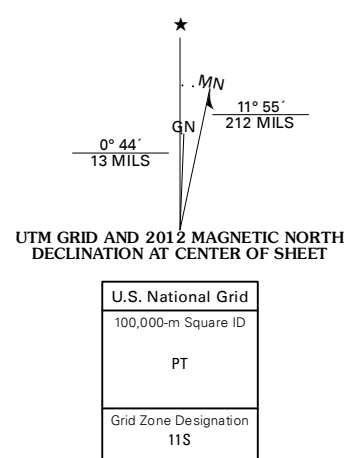 ★
MN
11° 55´
212 MILS
GN
0° 44´
13 MILS
UTM GRID AND 2012 MAGNETIC NORTH
DECLINATION AT CENTER OF SHEET
U.S. National Grid
100,000-m Square ID
PT
Grid Zone Designation
11S